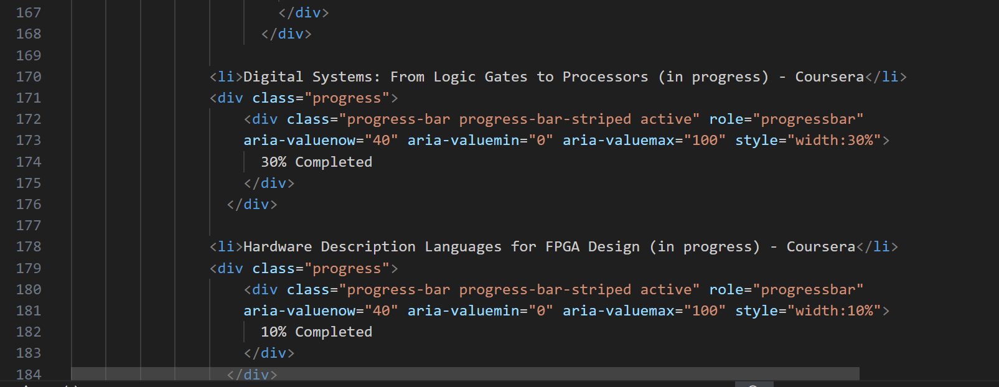 167 </div>
168 </div>
169
170 <li>Digital Systems: From Logic Gates to Processors (in progress) - Coursera</li>
171 <div class="progress">
172 <div class="progress-bar progress-bar-striped active" role="progressbar"
173 aria-valuenow="40" aria-valuemin="0" aria-valuemax="100" style="width:30%">
174 30% Completed
175 </div>
176 </div>
177
178 <li>Hardware Description Languages for FPGA Design (in progress) - Coursera</li>
179 <div class="progress">
180 <div class="progress-bar progress-bar-striped active" role="progressbar"
181 aria-valuenow="40" aria-valuemin="0" aria-valuemax="100" style="width:10%">
182 10% Completed
183 </div>
184 </div>